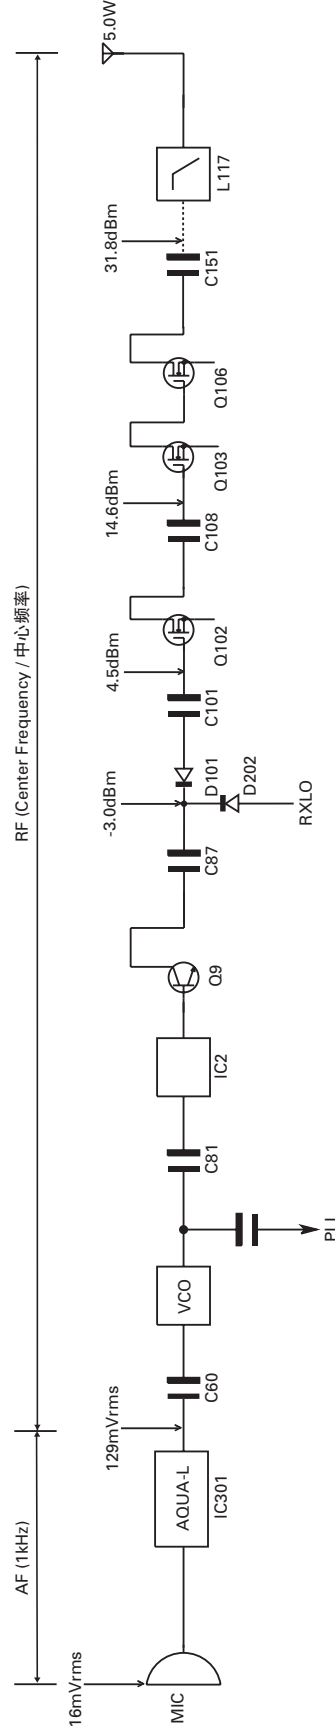 AF (1kHz)
RF (Center Frequency / 中心频率)
16mVrms
129mVrms
-3.0dBm
4.5dBm
14.6dBm
31.8dBm
5.0W
MIC
AQUA-L
IC301
C60
VCO
PLL
C81
IC2
Q9
C87
D101
D202
RXLO
C101
Q102
C108
Q103
Q106
C151
L117